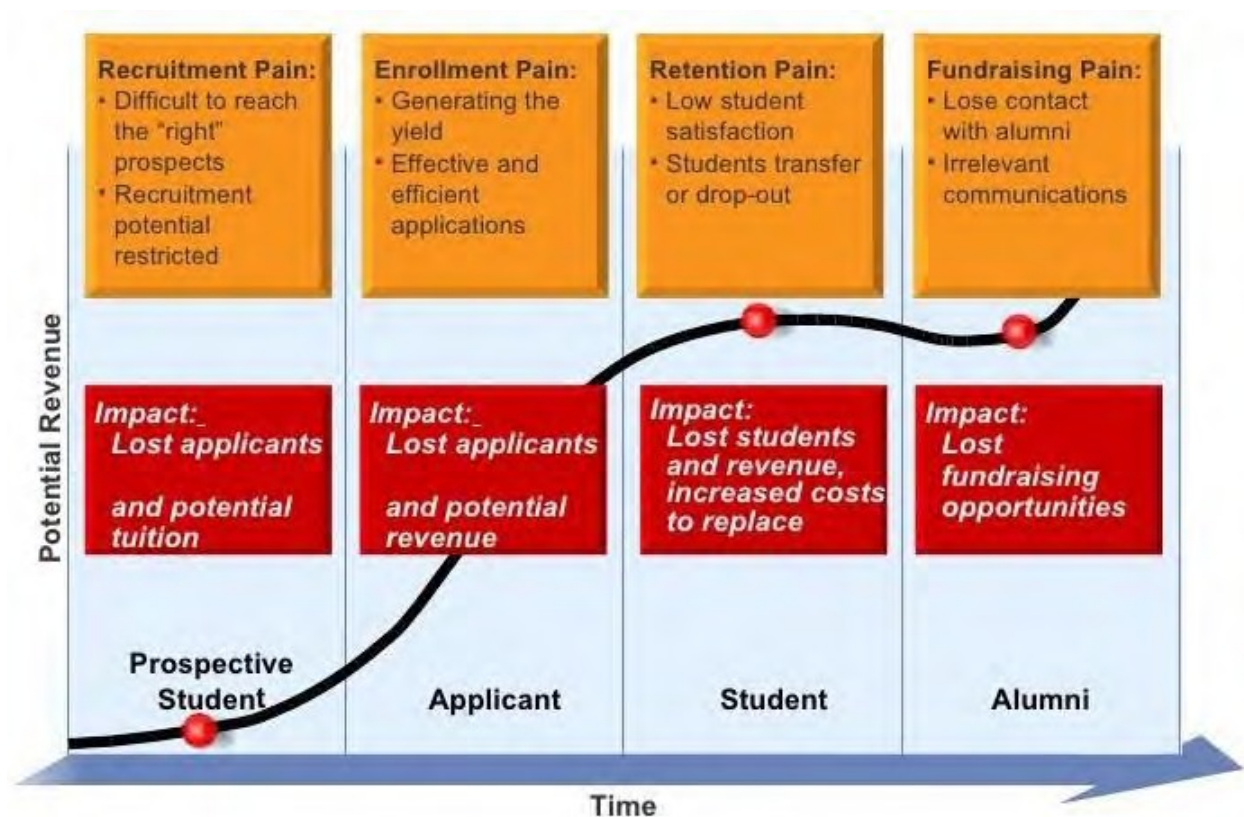 Recruitment Pain:
• Difficult to reach
the “right”
prospects
• Recruitment
potential
restricted
Enrollment Pain:
• Generating the
yield
• Effective and
efficient
applications
Retention Pain:
• Low student
satisfaction
• Students transfer
or drop-out
Fundraising Pain:
• Lose contact
with alumni
• Irrelevant
communications
Potential Revenue
Impact:_
Lost applicants
and potential
tuition
Impact:_
Lost applicants
and potential
revenue
Impact:
Lost students
and revenue,
increased costs
to replace
Impact:
Lost
fundraising
opportunities
Prospective
Student
Applicant
Student
Alumni
Time